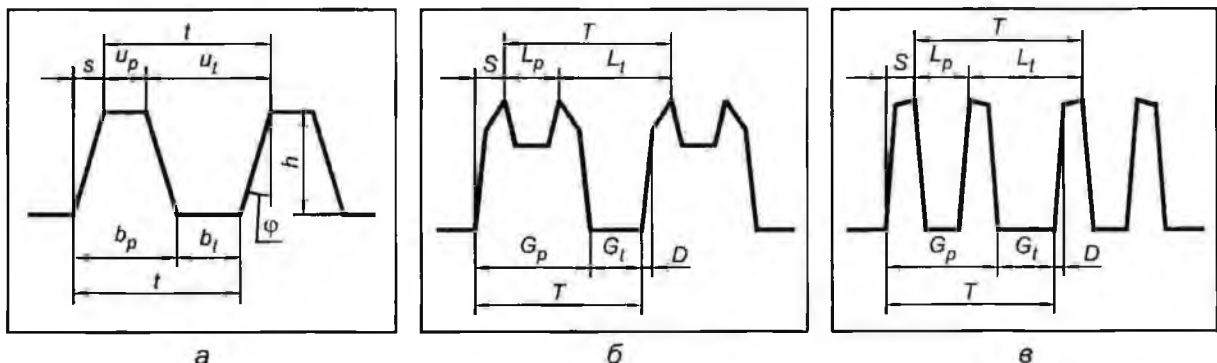 t
s u_p u_t
h
φ
b_p b_t
t
а
T
S L_p L_t
G_p G_t D
T
б
T
S L_p L_t
G_p G_t D
T
в